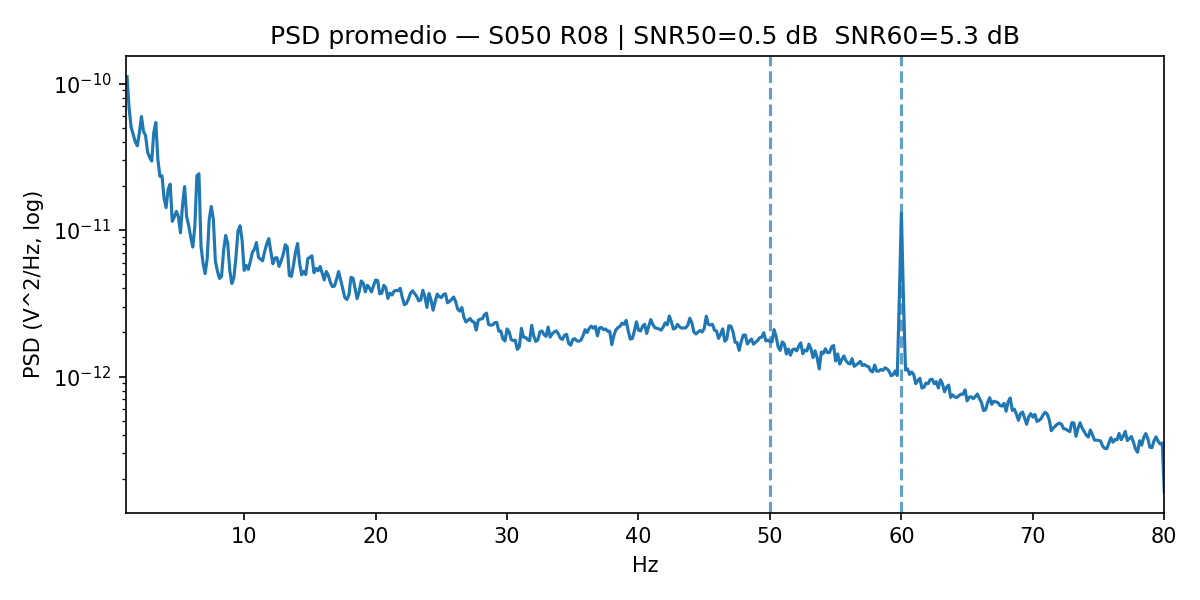 PSD promedio — S050 R08 | SNR50=0.5 dB  SNR60=5.3 dB
PSD (V^2/Hz, log)
10⁻¹⁰
10⁻¹¹
10⁻¹²
10 20 30 40 50 60 70 80
Hz